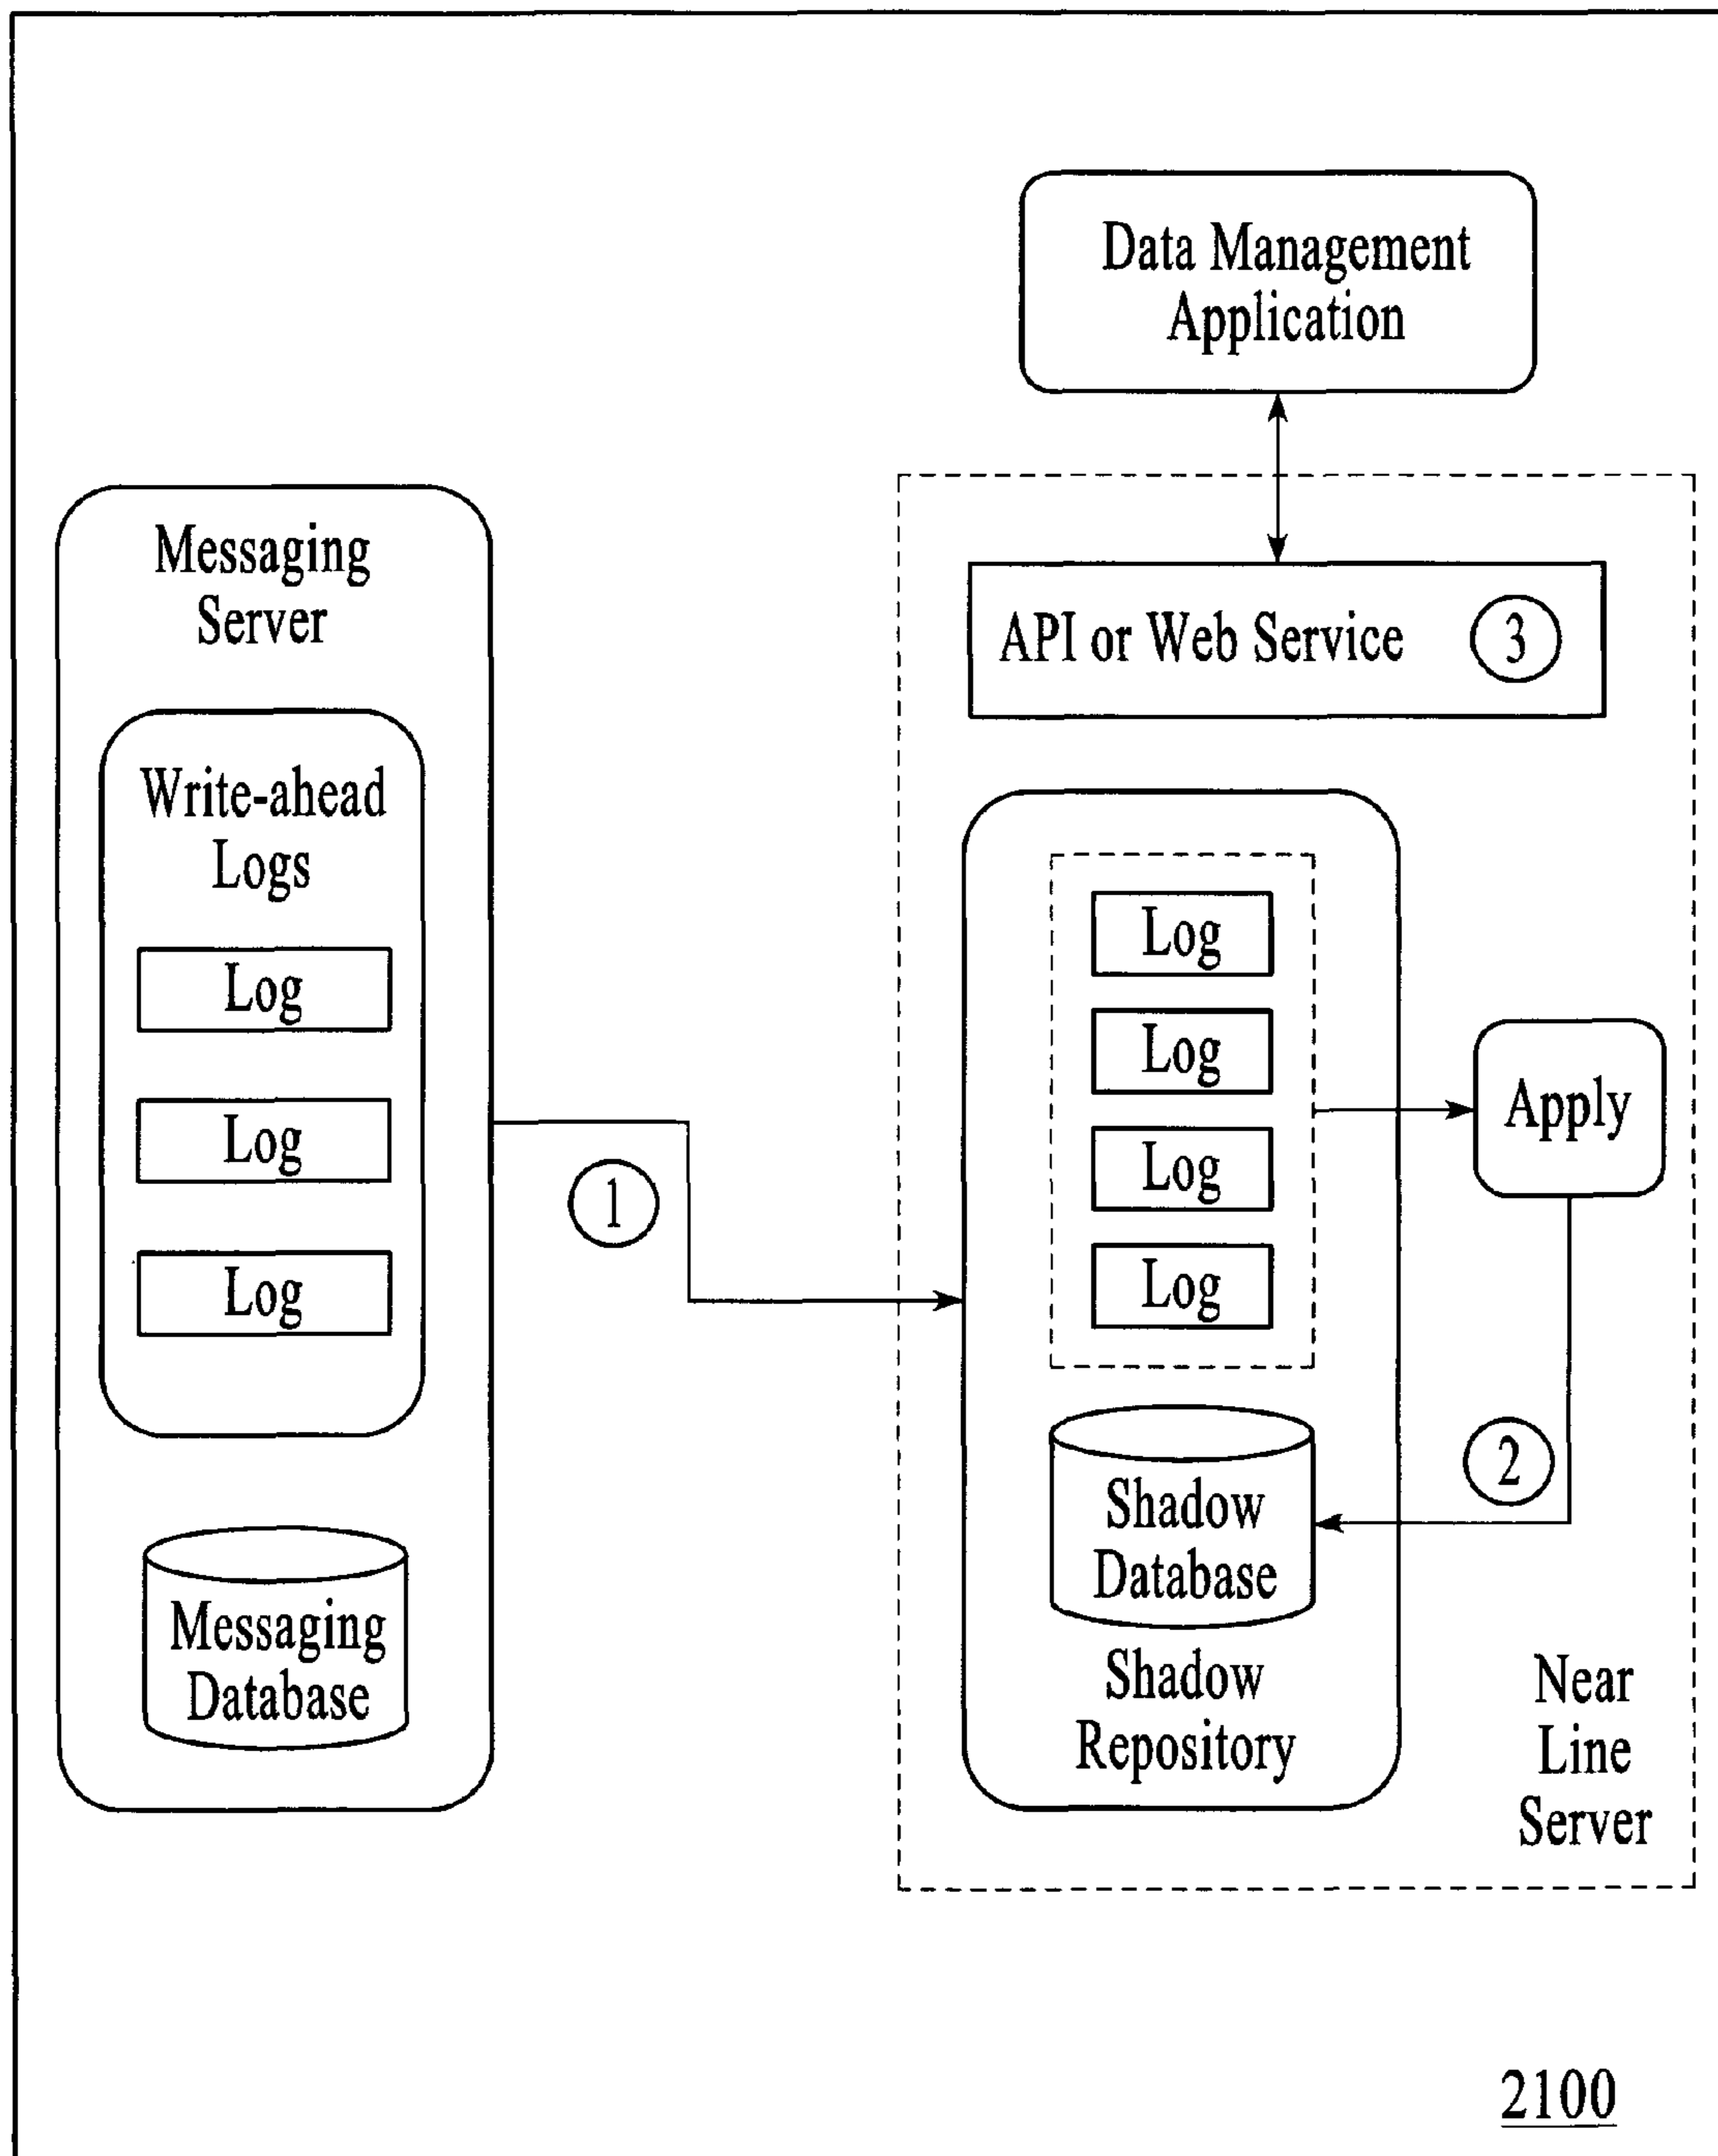 Data Management
Application
Messaging
Server
API or Web Service 3
Write-ahead
Logs
Log
Log
Log
Messaging
Database
1
Log
Log
Log
Log
Apply
2
Shadow
Database
Shadow
Repository
Near
Line
Server
2100